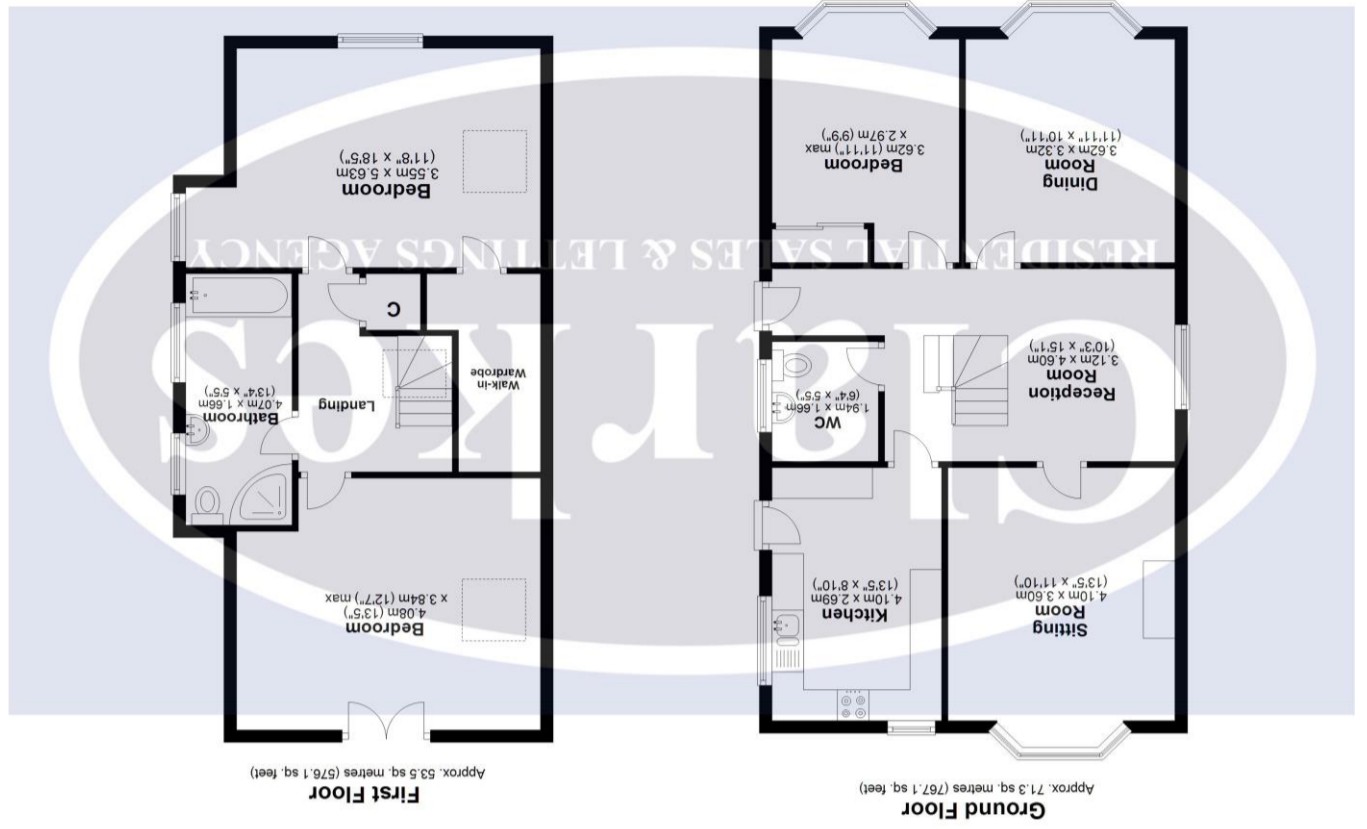 Ground Floor
Approx. 71.3 sq. metres (767.1 sq. feet)
Sitting
Room
4.10m x 3.60m
(13'5" x 11'10")
Kitchen
4.10m x 2.69m
(13'5" x 8'10")
WC
1.94m x 1.66m
(6'4" x 5'5")
Reception
Room
3.12m x 4.60m
(10'3" x 15'1")
Dining
Room
3.62m x 3.32m
(11'11" x 10'11")
Bedroom
3.62m (11'11") max
x 2.97m (9'9")
First Floor
Approx. 53.5 sq. metres (576.1 sq. feet)
Bedroom
4.08m (13'5")
x 3.84m (12'7") max
Landing
Bathroom
4.07m x 1.66m
(13'4" x 5'5")
Walk-in
Wardrobe
C
Bedroom
3.55m x 5.63m
(11'8" x 18'5")
Clarkes
RESIDENTIAL SALES & LETTINGS AGENCY